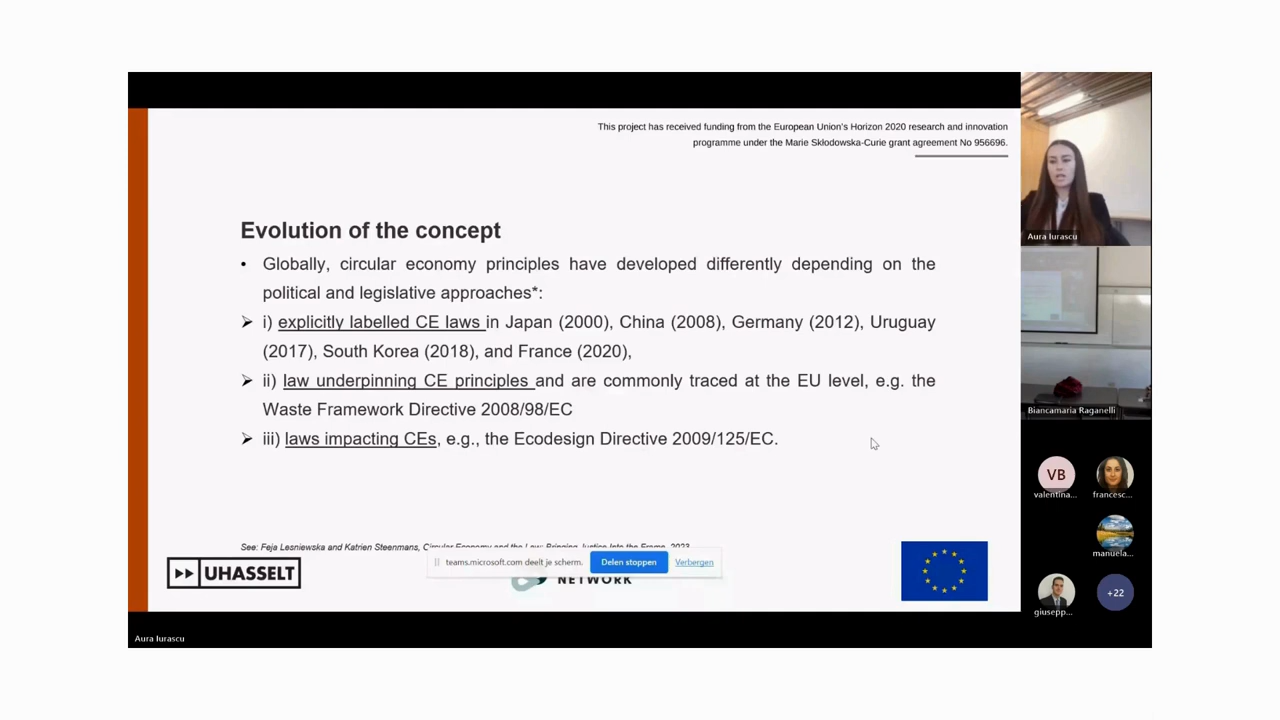 This project has received funding from the European Union's Horizon 2020 research and innovation
programme under the Marie Skłodowska-Curie grant agreement No 956696.
Evolution of the concept
• Globally, circular economy principles have developed differently depending on the
political and legislative approaches*:
➢ i) explicitly labelled CE laws in Japan (2000), China (2008), Germany (2012), Uruguay
(2017), South Korea (2018), and France (2020),
➢ ii) law underpinning CE principles and are commonly traced at the EU level, e.g. the
Waste Framework Directive 2008/98/EC
➢ iii) laws impacting CEs, e.g., the Ecodesign Directive 2009/125/EC.
See: Feja Lesniewska and Katrien Steenmans, Circular Economy and the Law: Bringing Justice Into the Frame, 2023
UHASSELT
teams.microsoft.com deelt je scherm.
Delen stoppen
Verbergen
NETWORK
Aura Iurascu
Aura Iurascu
Biancamaria Raganelli
VB
valentina...
francesc...
manuela...
giusepp...
+22